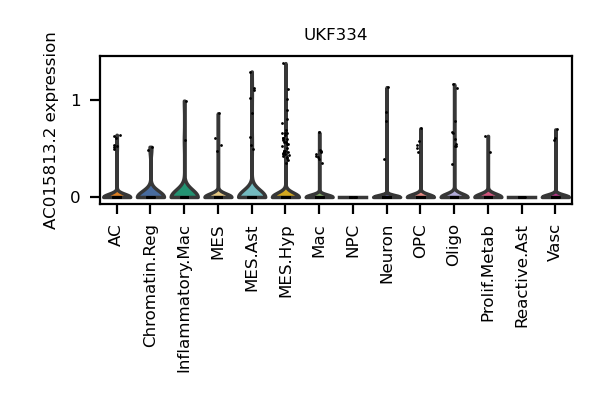 UKF334
AC015813.2 expression
1
0
AC
Chromatin.Reg
Inflammatory.Mac
MES
MES.Ast
MES.Hyp
Mac
NPC
Neuron
OPC
Oligo
Prolif.Metab
Reactive.Ast
Vasc